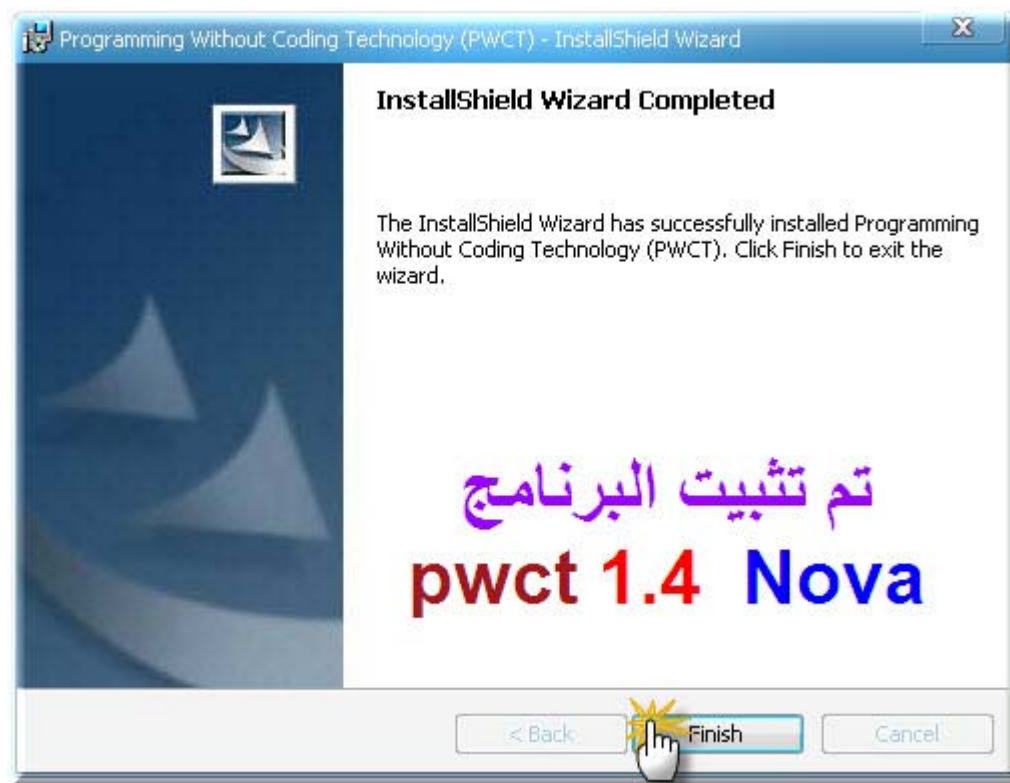 Programming Without Coding Technology (PWCT) - InstallShield Wizard
InstallShield Wizard Completed
The InstallShield Wizard has successfully installed Programming
Without Coding Technology (PWCT). Click Finish to exit the
wizard.
تم تثبيت البرنامج
pwct 1.4 Nova
< Back
Finish
Cancel